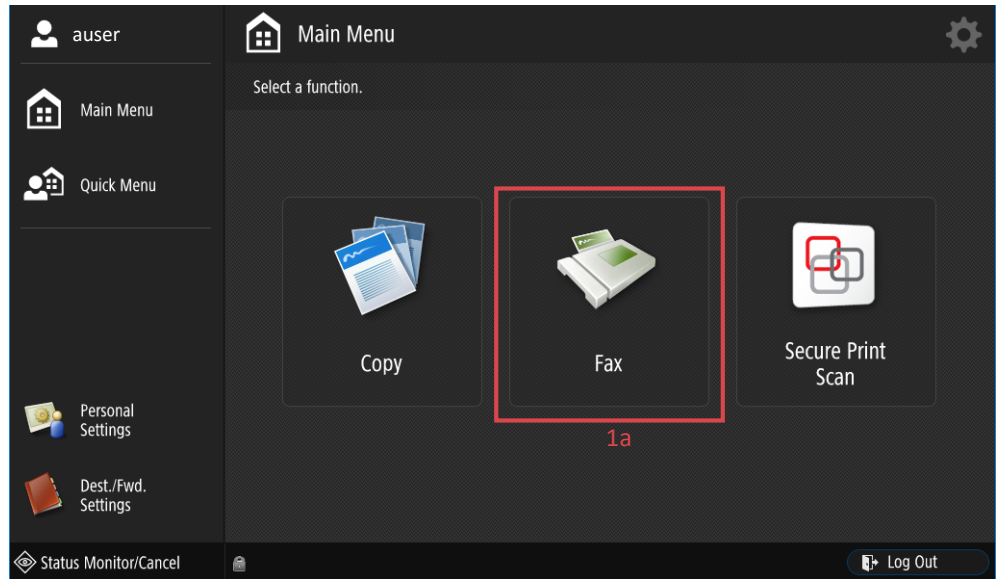 auser
Main Menu
Select a function.
Main Menu
Quick Menu
Copy
Fax
Secure Print
Scan
1a
Personal
Settings
Dest./Fwd.
Settings
Status Monitor/Cancel
Log Out